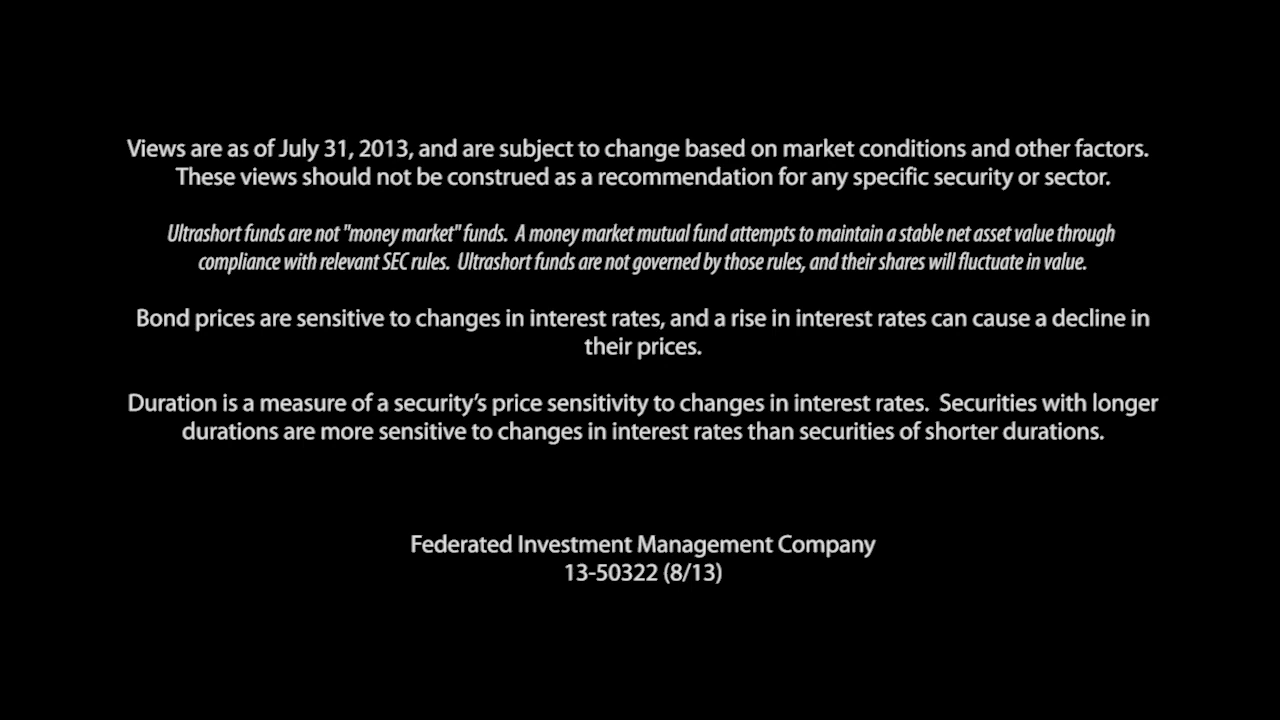 Views are as of July 31, 2013, and are subject to change based on market conditions and other factors.
These views should not be construed as a recommendation for any specific security or sector.
Ultrashort funds are not "money market" funds.  A money market mutual fund attempts to maintain a stable net asset value through
compliance with relevant SEC rules.  Ultrashort funds are not governed by those rules, and their shares will fluctuate in value.
Bond prices are sensitive to changes in interest rates, and a rise in interest rates can cause a decline in
their prices.
Duration is a measure of a security’s price sensitivity to changes in interest rates.  Securities with longer
durations are more sensitive to changes in interest rates than securities of shorter durations.
Federated Investment Management Company
13-50322 (8/13)